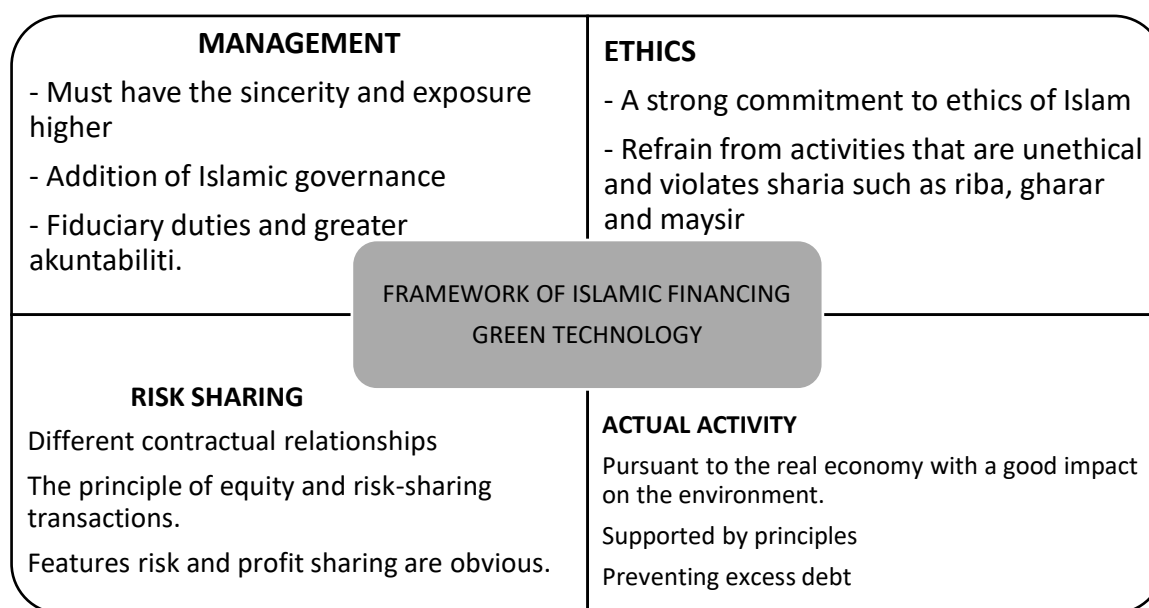 MANAGEMENT
- Must have the sincerity and exposure
higher
- Addition of Islamic governance
- Fiduciary duties and greater
akuntabiliti.
ETHICS
- A strong commitment to ethics of Islam
- Refrain from activities that are unethical
and violates sharia such as riba, gharar
and maysir
FRAMEWORK OF ISLAMIC FINANCING
GREEN TECHNOLOGY
RISK SHARING
Different contractual relationships
The principle of equity and risk-sharing
transactions.
Features risk and profit sharing are obvious.
ACTUAL ACTIVITY
Pursuant to the real economy with a good impact
on the environment.
Supported by principles
Preventing excess debt